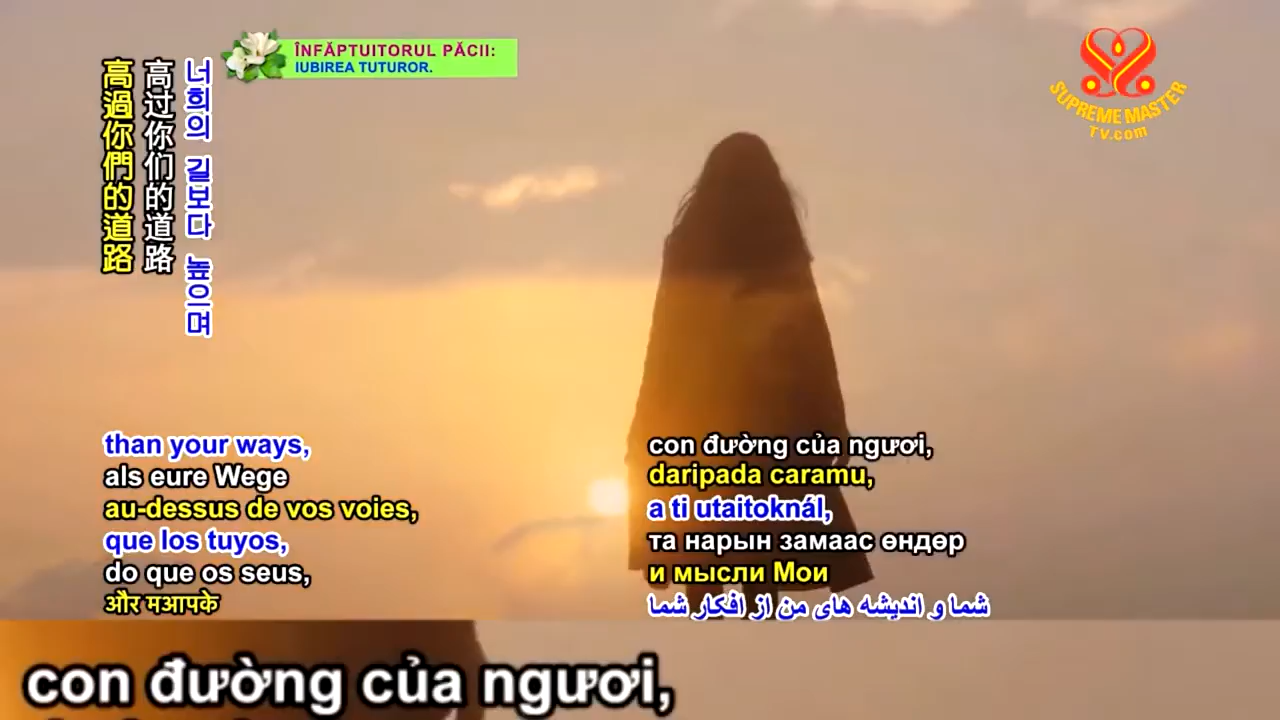 ÎNFĂPTUITORUL PĂCII:
IUBIREA TUTUROR.
SUPREME MASTER
TV.com
高過你們的道路
高过你们的道路
너희의 길보다 높이며
than your ways,
als eure Wege
au-dessus de vos voies,
que los tuyos,
do que os seus,
और मआपके
con đường của ngươi,
daripada caramu,
a ti utaitoknál,
та нарын замаас өндөр
и мысли Мои
شما و اندیشه های من از افکار شما
con đường của ngươi,